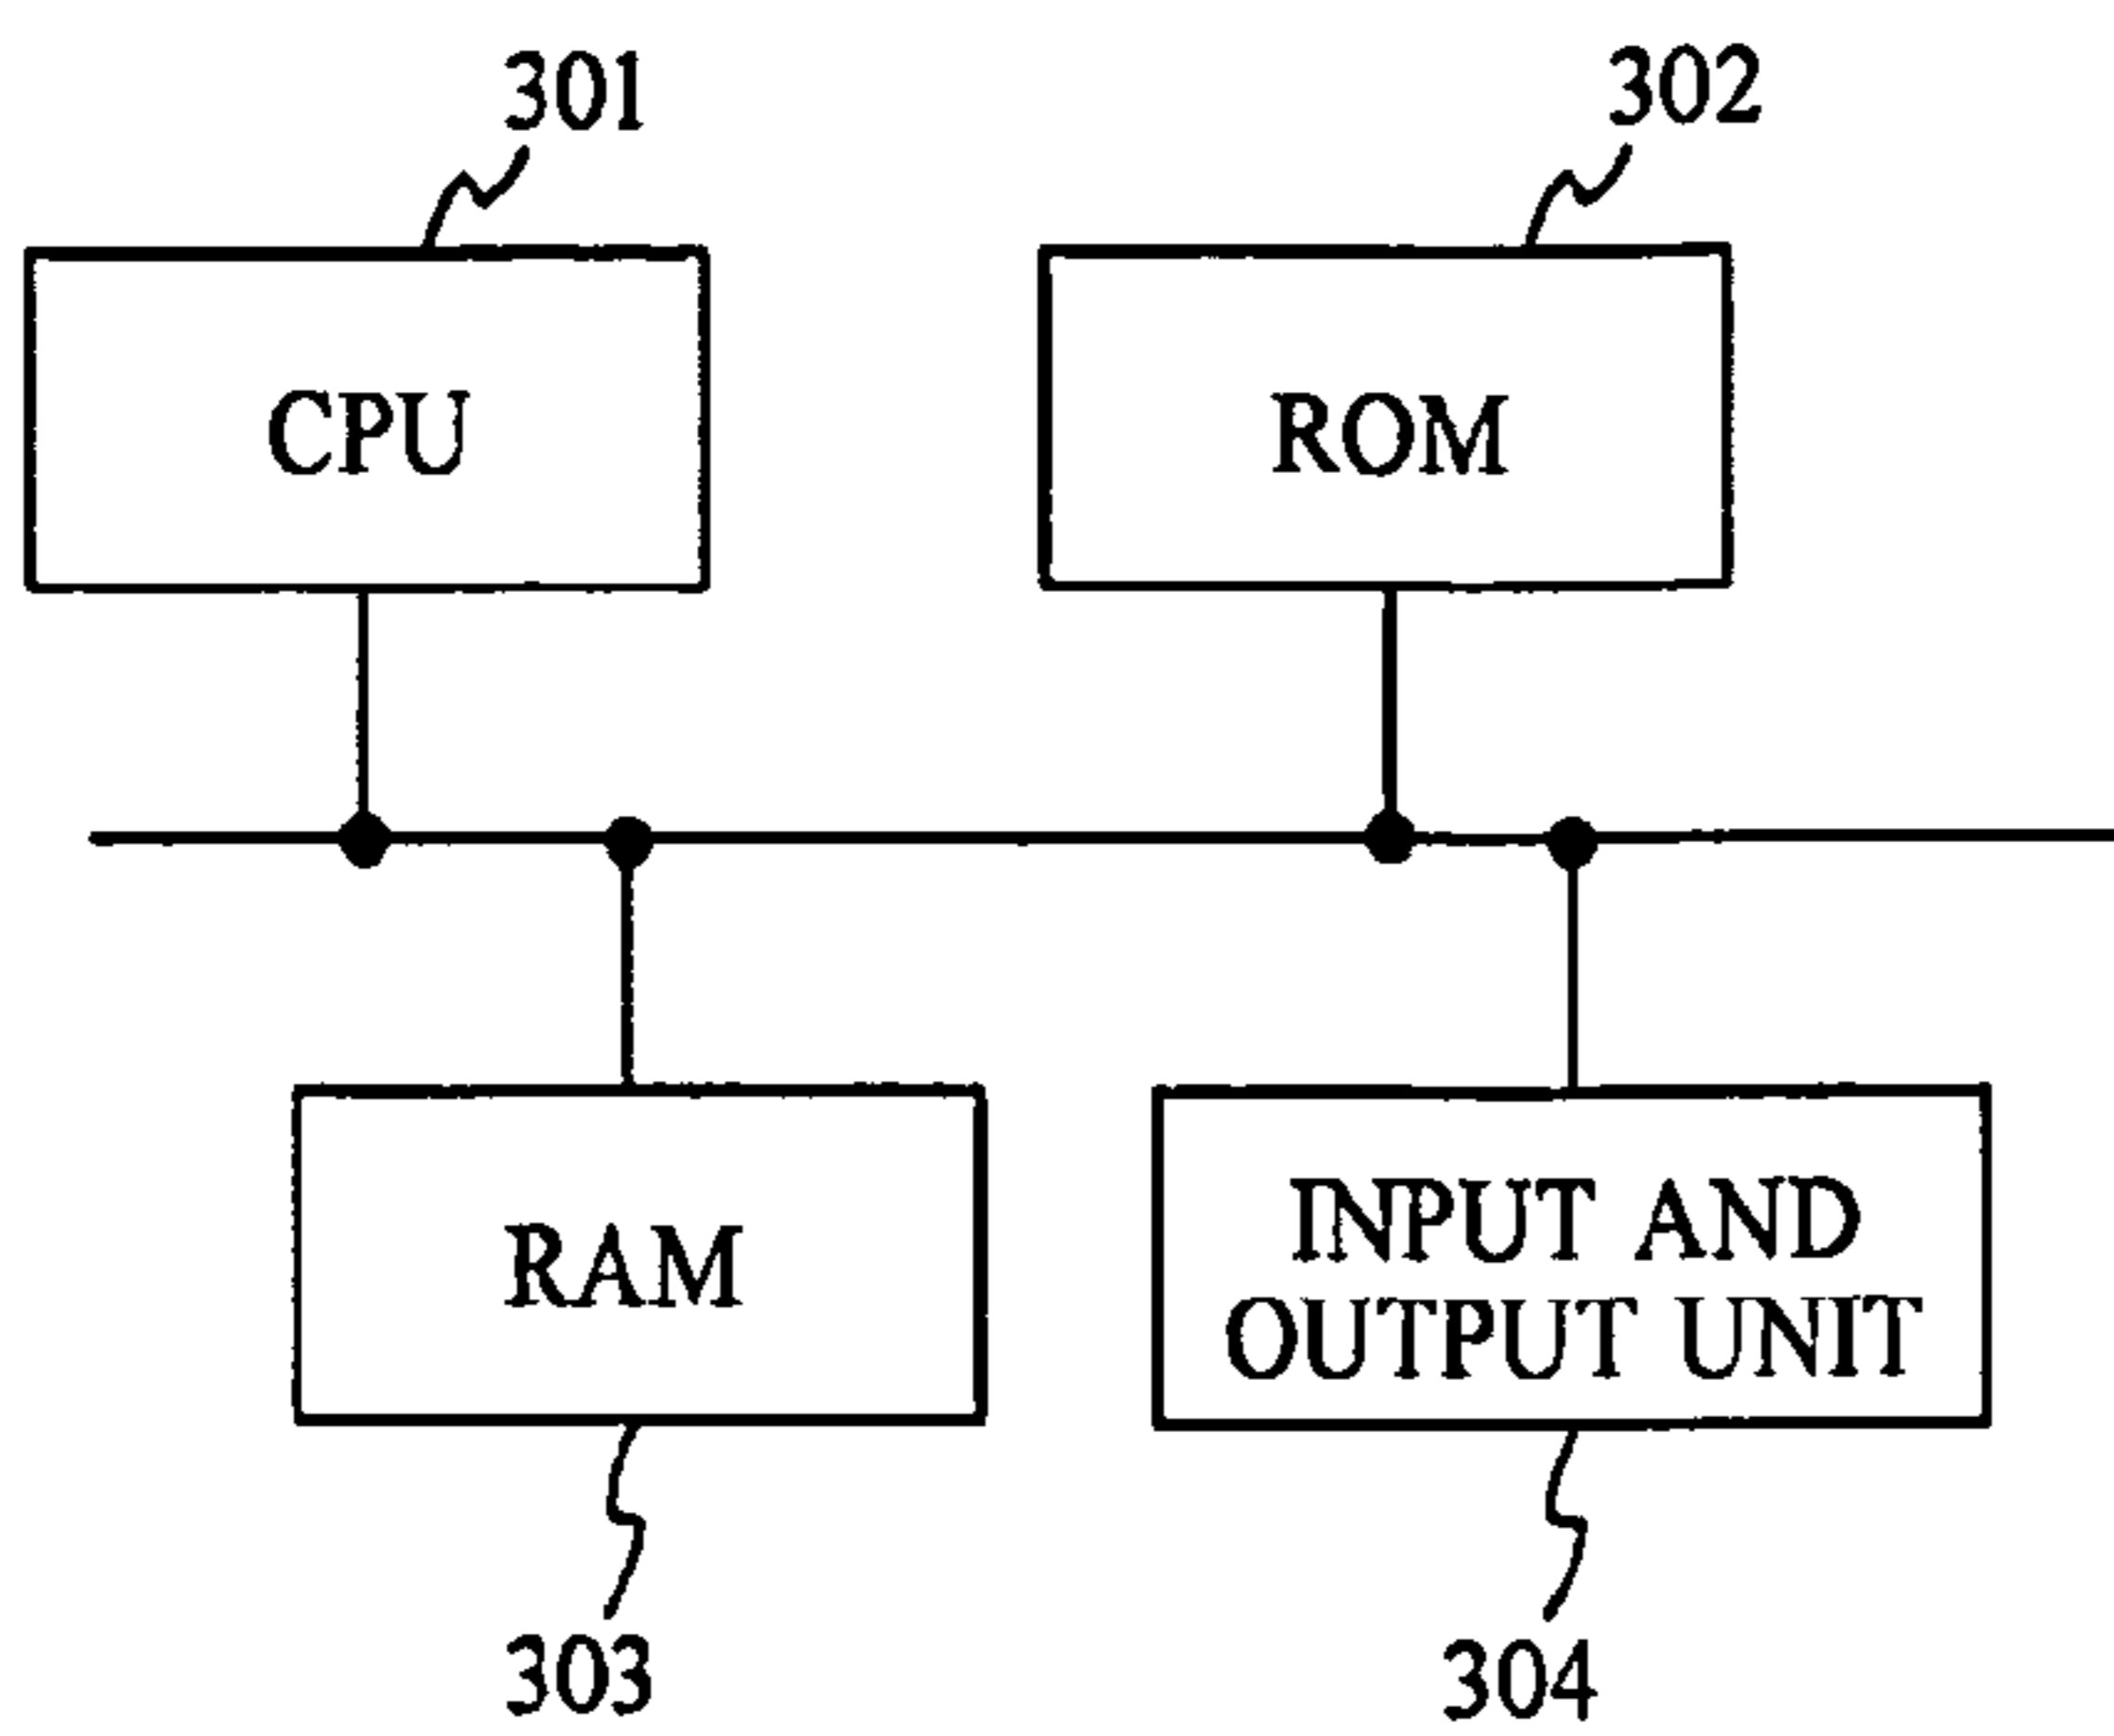 301
302
CPU
ROM
RAM
INPUT AND
OUTPUT UNIT
303
304